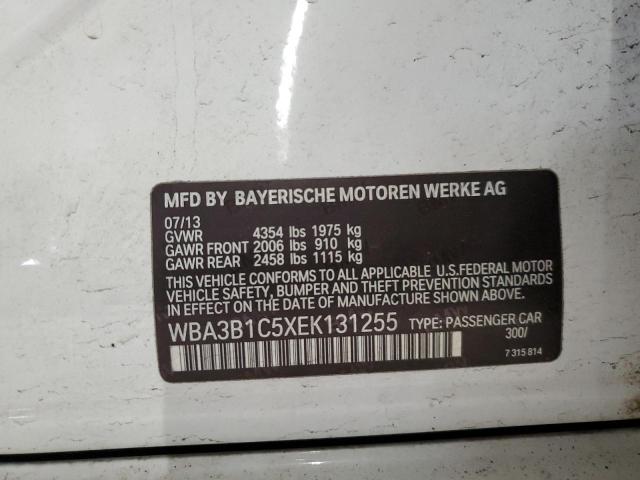 MFD BY BAYERISCHE MOTOREN WERKE AG
07/13
GVWR 4354 lbs 1975 kg
GAWR FRONT 2006 lbs 910 kg
GAWR REAR 2458 lbs 1115 kg
THIS VEHICLE CONFORMS TO ALL APPLICABLE U.S.FEDERAL MOTOR
VEHICLE SAFETY, BUMPER AND THEFT PREVENTION STANDARDS
IN EFFECT ON THE DATE OF MANUFACTURE SHOWN ABOVE.
WBA3B1C5XEK131255 TYPE: PASSENGER CAR
300/
7 315 814